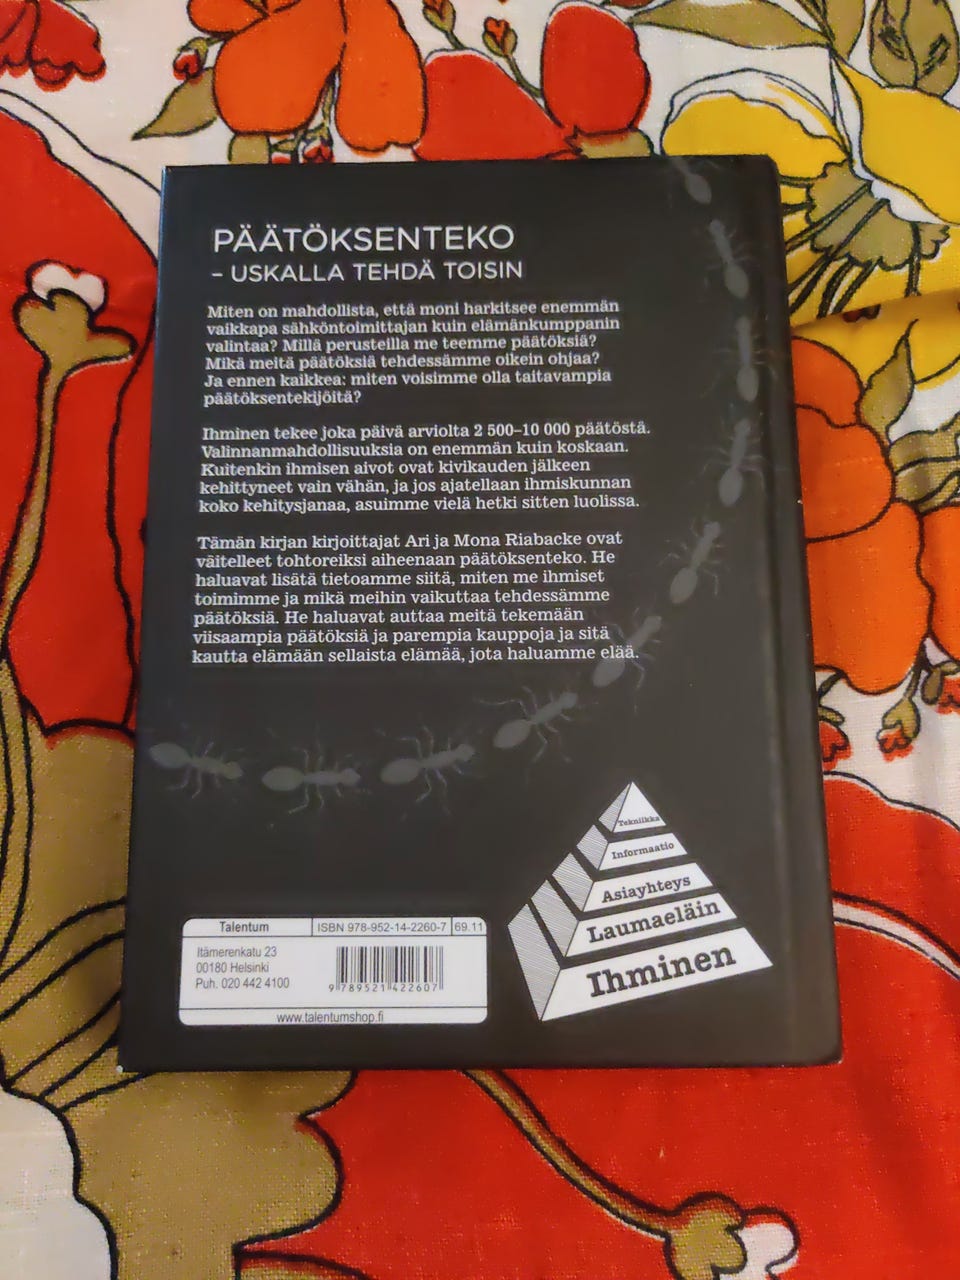 PÄÄTÖKSENTEKO
– USKALLA TEHDÄ TOISIN
Miten on mahdollista, että moni harkitsee enemmän
vaikkapa sähköntoimittajan kuin elämänkumppanin
valintaa? Millä perusteilla me teemme päätöksiä?
Mikä meitä päätöksiä tehdessämme oikein ohjaa?
Ja ennen kaikkea: miten voisimme olla taitavampia
päätöksentekijöitä?
Ihminen tekee joka päivä arviolta 2 500–10 000 päätöstä.
Valinnanmahdollisuuksia on enemmän kuin koskaan.
Kuitenkin ihmisen aivot ovat kivikauden jälkeen
kehittyneet vain vähän, ja jos ajatellaan ihmiskunnan
koko kehitysjanaa, asuimme vielä hetki sitten luolissa.
Tämän kirjan kirjoittajat Ari ja Mona Riabacke ovat
väitelleet tohtoreiksi aiheenaan päätöksenteko. He
haluavat lisätä tietoamme siitä, miten me ihmiset
toimimme ja mikä meihin vaikuttaa tehdessämme
päätöksiä. He haluavat auttaa meitä tekemään
viisaampia päätöksiä ja parempia kauppoja ja sitä
kautta elämään sellaista elämää, jota haluamme elää.
Tekniikka
Informaatio
Asiayhteys
Laumaeläin
Ihminen
Talentum ISBN 978-952-14-2260-7 69.11
Itämerenkatu 23
00180 Helsinki
Puh. 020 442 4100
9 789521 422607
www.talentumshop.fi